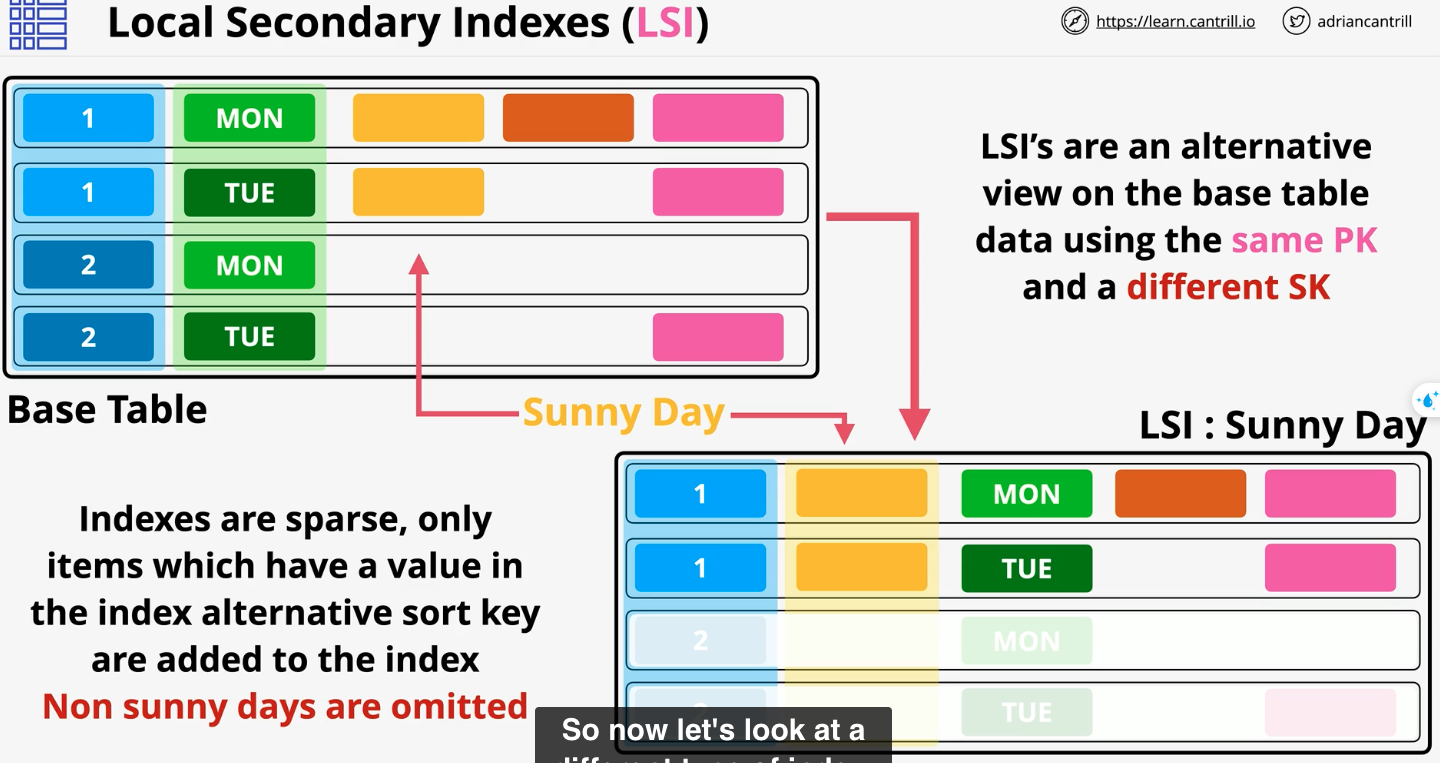 Local Secondary Indexes (LSI)
https://learn.cantrill.io
adriancantrill
1 MON
1 TUE
2 MON
2 TUE
LSI’s are an alternative
view on the base table
data using the same PK
and a different SK
Base Table
Sunny Day
LSI : Sunny Day
Indexes are sparse, only
items which have a value in
the index alternative sort key
are added to the index
Non sunny days are omitted
1 MON
1 TUE
2 MON
TUE
So now let's look at a
different type of